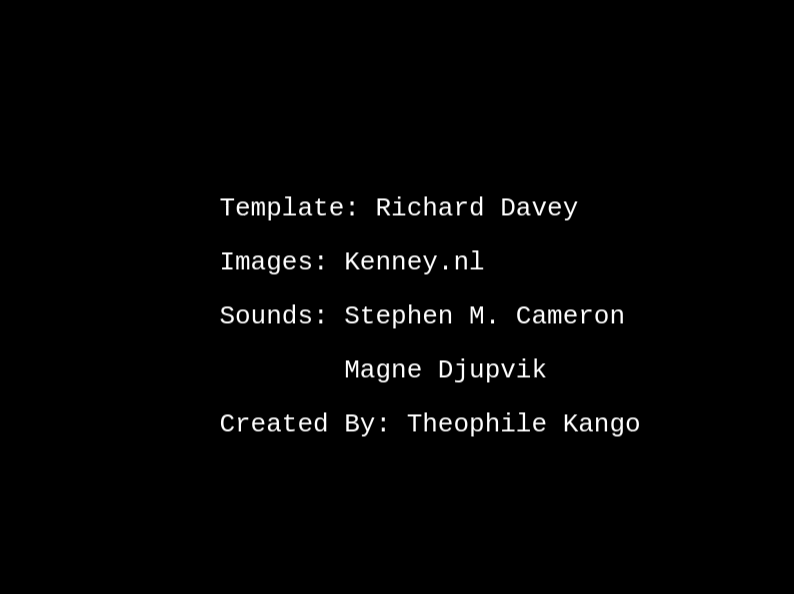 Template: Richard Davey
Images: Kenney.nl
Sounds: Stephen M. Cameron
Magne Djupvik
Created By: Theophile Kango